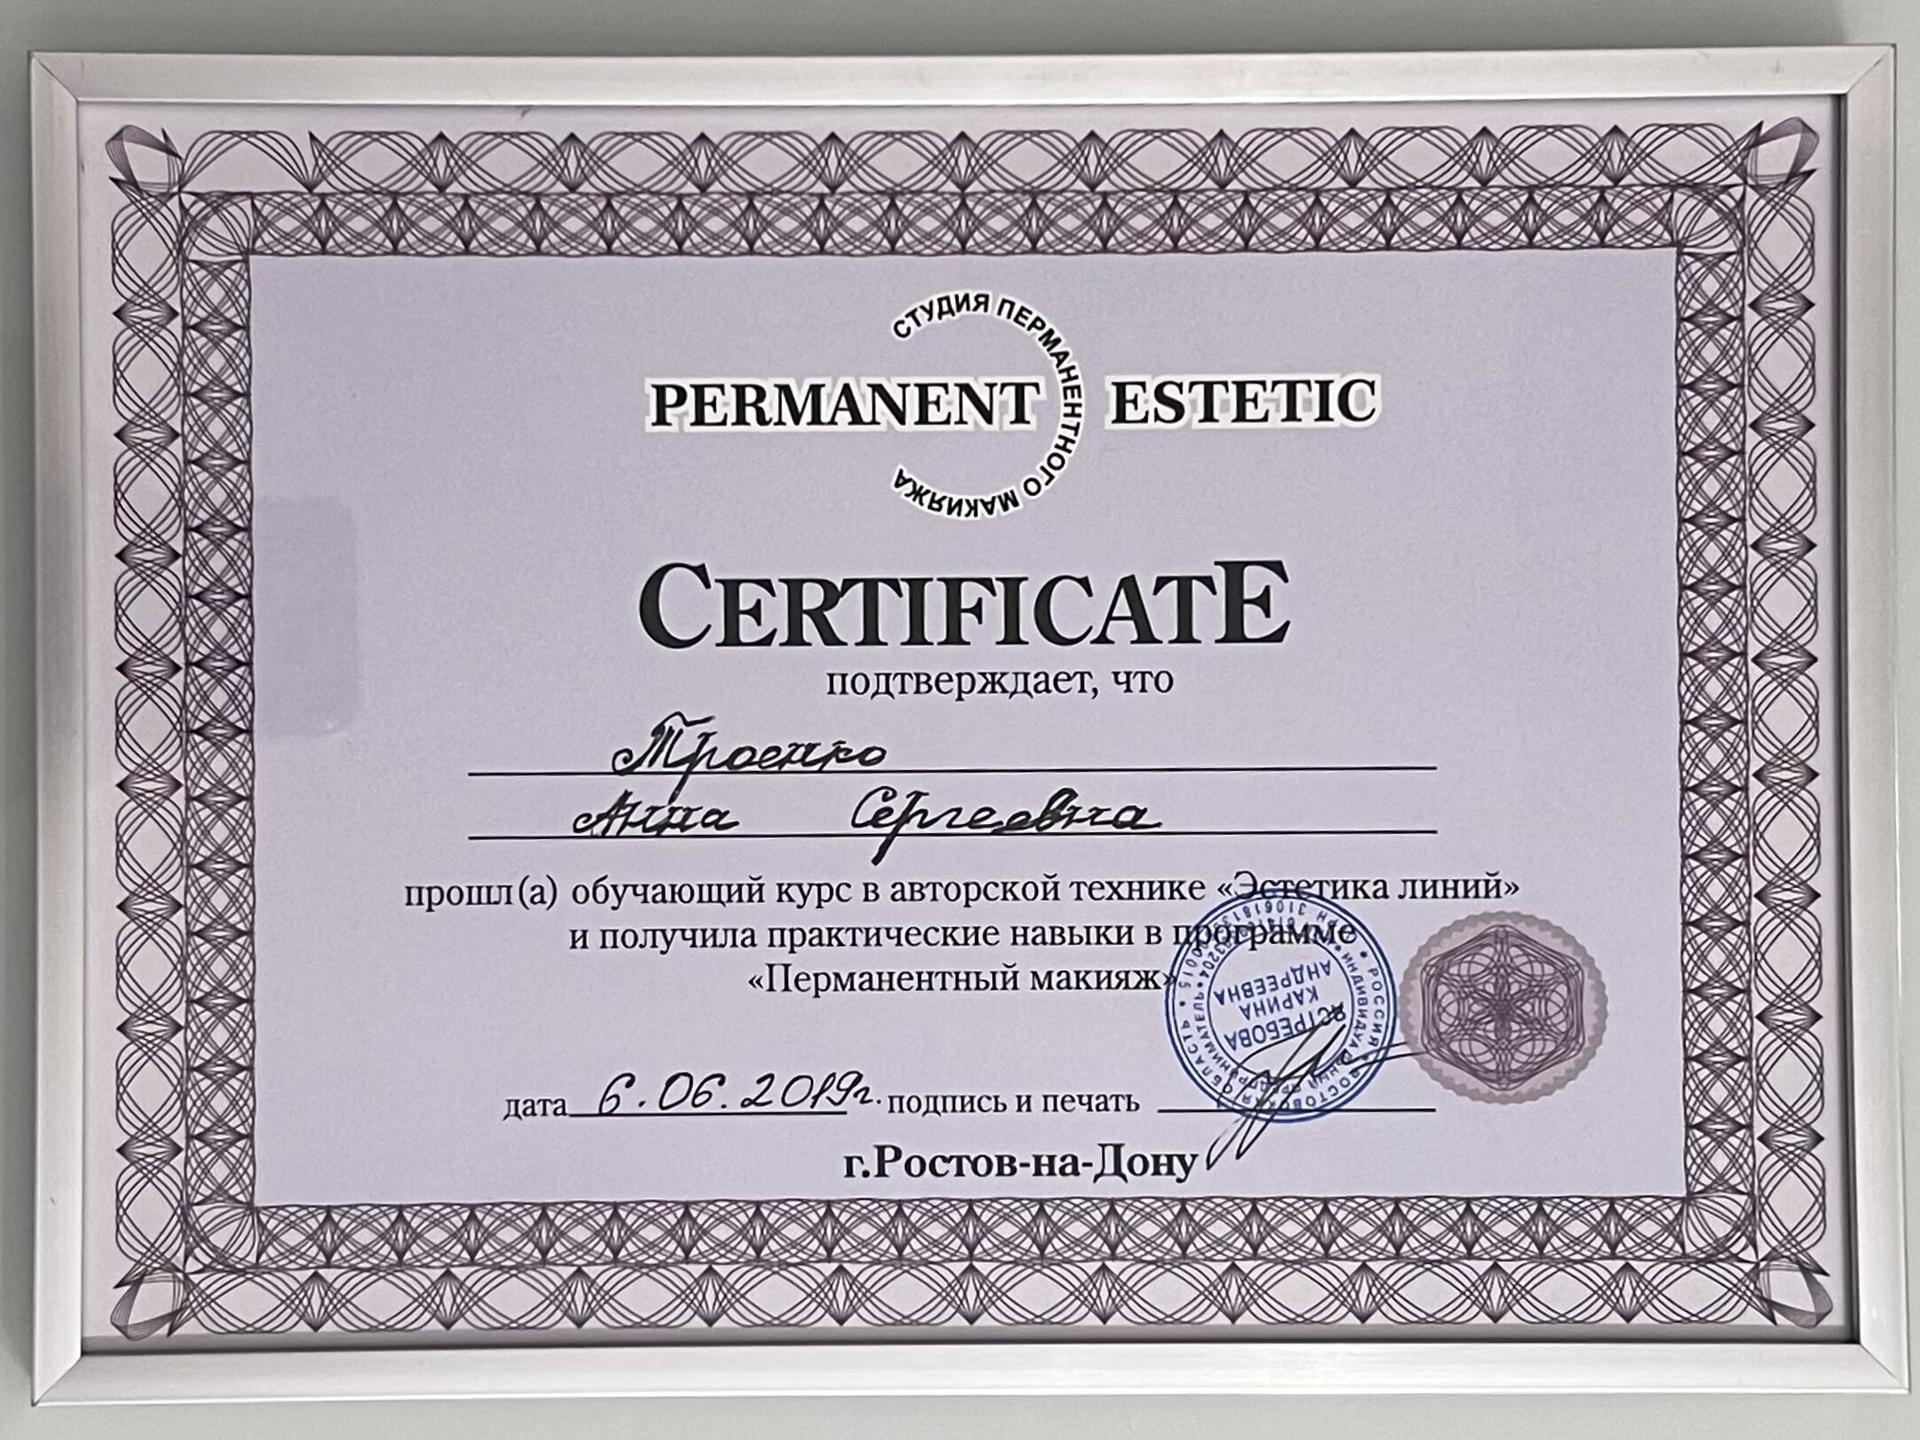 СТУДИЯ ПЕРМАНЕНТНОГО МАКИЯЖА
PERMANENT ESTETIC
CERTIFICATE
подтверждает, что
Троенко
Анна Сергеевна
прошл(а) обучающий курс в авторской технике «Эстетика линий»
и получила практические навыки в программе
«Перманентный макияж»
ЯСТРЕБОВА
КАРИНА
АНДРЕЕВНА
дата 6.06.2019г. подпись и печать
г.Ростов-на-Дону